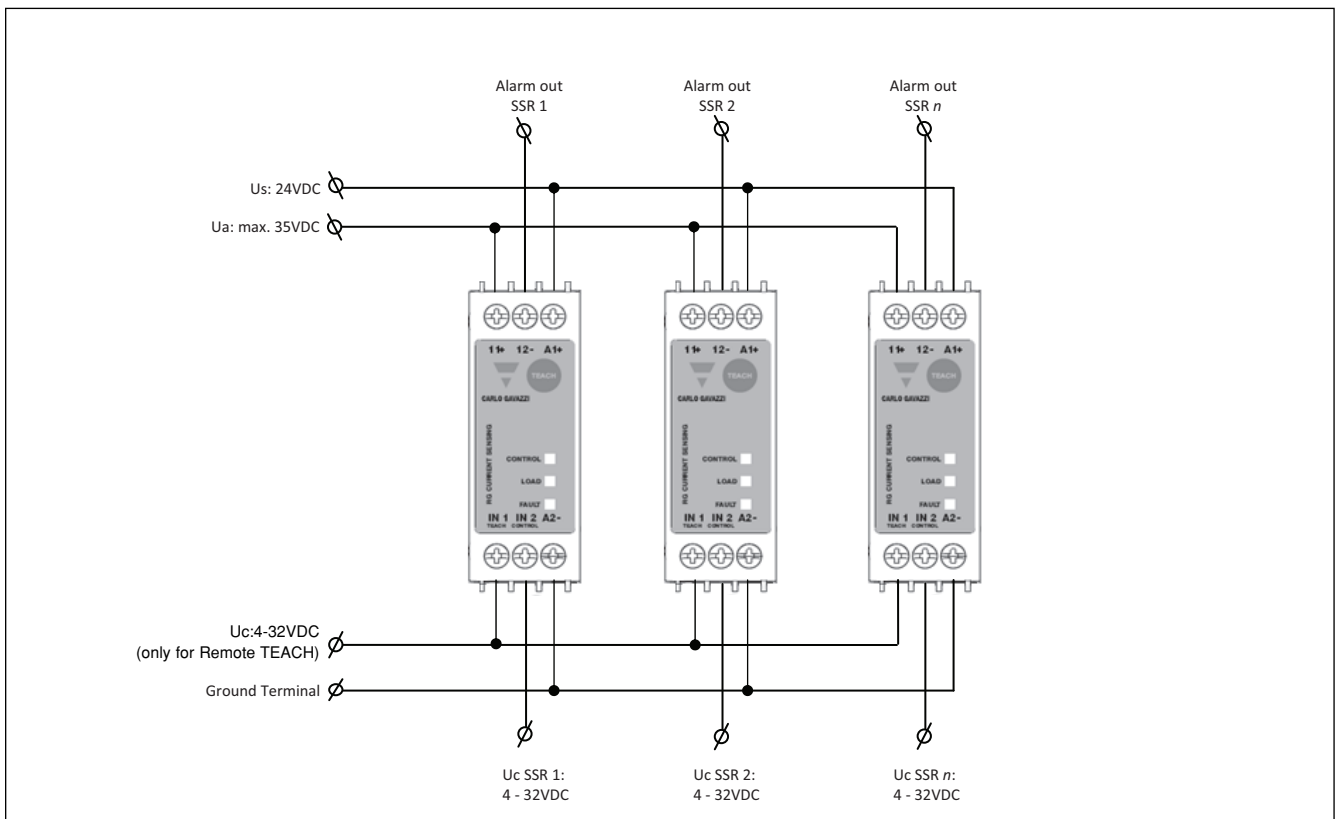 Alarm out
SSR 1
Alarm out
SSR 2
Alarm out
SSR n
Us: 24VDC
Ua: max. 35VDC
11+ 12- A1+
TEACH
CARLO GAVAZZI
RG CURRENT SENSING
CONTROL
LOAD
FAULT
IN 1 IN 2 A2-
TEACH CONTROL
11+ 12- A1+
TEACH
CARLO GAVAZZI
RG CURRENT SENSING
CONTROL
LOAD
FAULT
IN 1 IN 2 A2-
TEACH CONTROL
11+ 12- A1+
TEACH
CARLO GAVAZZI
RG CURRENT SENSING
CONTROL
LOAD
FAULT
IN 1 IN 2 A2-
TEACH CONTROL
Uc:4-32VDC
(only for Remote TEACH)
Ground Terminal
Uc SSR 1:
4 - 32VDC
Uc SSR 2:
4 - 32VDC
Uc SSR n:
4 - 32VDC